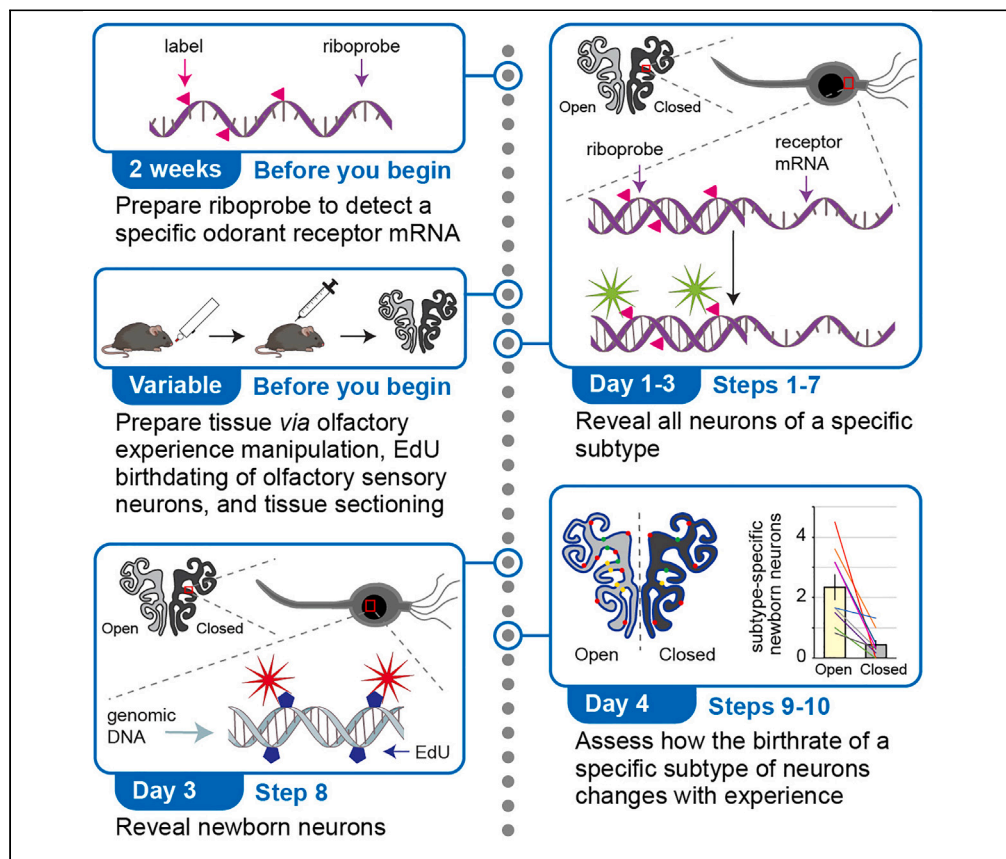 label
riboprobe
2 weeks Before you begin
Prepare riboprobe to detect a
specific odorant receptor mRNA
Variable Before you begin
Prepare tissue via olfactory
experience manipulation, EdU
birthdating of olfactory sensory
neurons, and tissue sectioning
Open Closed
riboprobe
receptor
mRNA
Day 1-3 Steps 1-7
Reveal all neurons of a specific
subtype
Open Closed
genomic
DNA
EdU
Day 3 Step 8
Reveal newborn neurons
Open Closed
subtype-specific
newborn neurons
4
2
0
Open Closed
Day 4 Steps 9-10
Assess how the birthrate of a
specific subtype of neurons
changes with experience